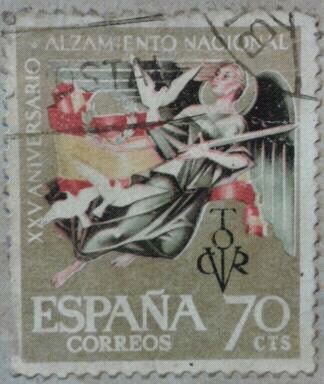 ALZAMIENTO NACIONAL
XXV ANIVERSARIO
ESPAÑA 70
CORREOS CTS